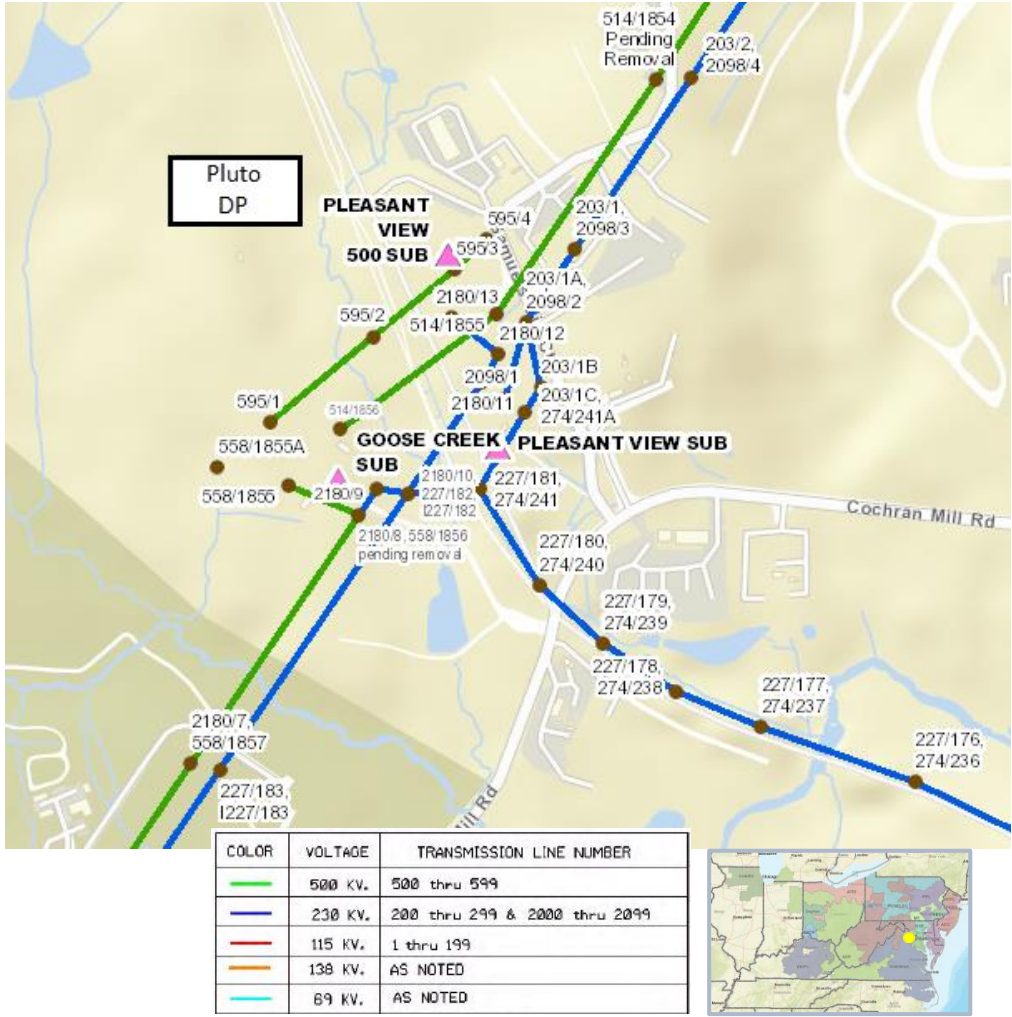 514/1854
Pending
Removal
203/2,
2098/4
Pluto
DP
PLEASANT
VIEW
500 SUB
595/4
595/3
203/1,
2098/3
203/1A,
2098/2
2180/13
514/1855
2180/12
595/2
203/1B
2098/1
2180/11
203/1C,
274/241A
595/1
514/1856
558/1855A
GOOSE CREEK
SUB
PLEASANT VIEW SUB
558/1855
2180/9
2180/10,
227/182,
I227/182
227/181,
274/241
2180/8, 558/1856
pending removal
Cochran Mill Rd
227/180,
274/240
227/179,
274/239
227/178,
274/238
227/177,
274/237
227/176,
274/236
2180/7,
558/1857
227/183,
I227/183
Mill Rd
COLOR VOLTAGE TRANSMISSION LINE NUMBER
500 KV. 500 thru 599
230 KV. 200 thru 299 & 2000 thru 2099
115 KV. 1 thru 199
138 KV. AS NOTED
69 KV. AS NOTED